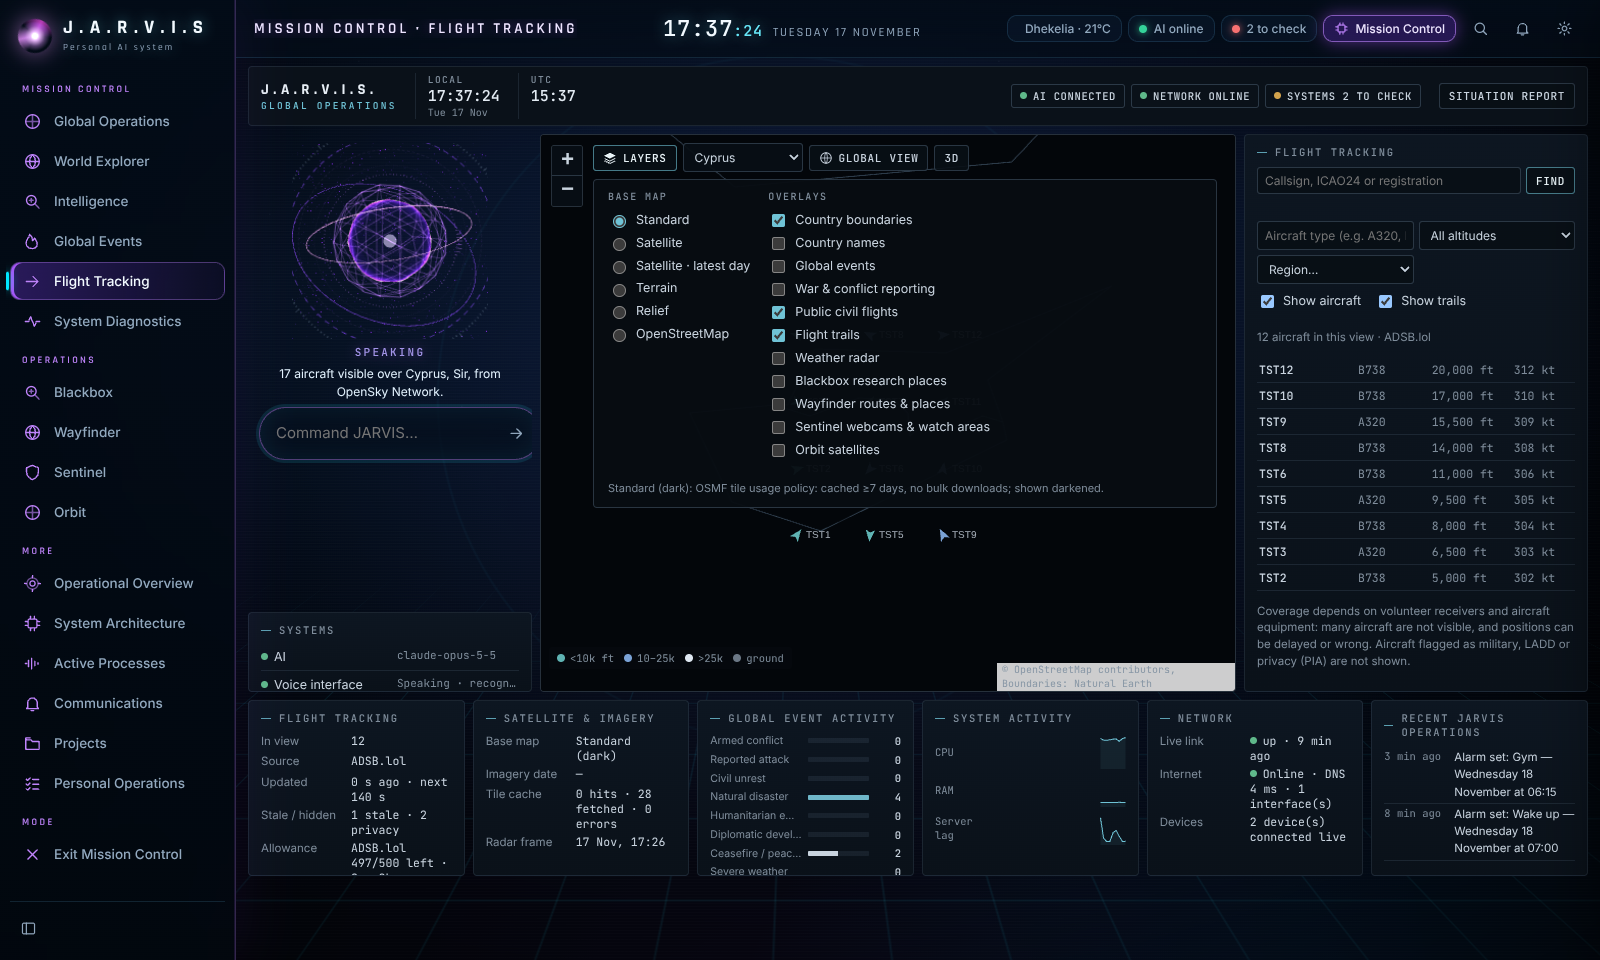 J.A.R.V.I.S
Personal AI system
MISSION CONTROL
Global Operations
World Explorer
Intelligence
Global Events
Flight Tracking
System Diagnostics
OPERATIONS
Blackbox
Wayfinder
Sentinel
Orbit
MORE
Operational Overview
System Architecture
Active Processes
Communications
Projects
Personal Operations
MODE
Exit Mission Control
MISSION CONTROL · FLIGHT TRACKING
17:37:24 TUESDAY 17 NOVEMBER
Dhekelia · 21°C
AI online
2 to check
Mission Control
J.A.R.V.I.S.
GLOBAL OPERATIONS
LOCAL
17:37:24
Tue 17 Nov
UTC
15:37
AI CONNECTED
NETWORK ONLINE
SYSTEMS 2 TO CHECK
SITUATION REPORT
SPEAKING
17 aircraft visible over Cyprus, Sir, from
OpenSky Network.
Command JARVIS...
SYSTEMS
AI claude-opus-5-5
Voice interface Speaking · recogn…
+
−
LAYERS
Cyprus
GLOBAL VIEW
3D
BASE MAP
Standard
Satellite
Satellite · latest day
Terrain
Relief
OpenStreetMap
OVERLAYS
Country boundaries
Country names
Global events
War & conflict reporting
Public civil flights
Flight trails
Weather radar
Blackbox research places
Wayfinder routes & places
Sentinel webcams & watch areas
Orbit satellites
Standard (dark): OSMF tile usage policy: cached ≥7 days, no bulk downloads; shown darkened.
TST1 TST5 TST9
<10k ft 10–25k >25k ground
© OpenStreetMap contributors,
Boundaries: Natural Earth
FLIGHT TRACKING
Callsign, ICAO24 or registration
FIND
Aircraft type (e.g. A320,
All altitudes
Region...
Show aircraft
Show trails
12 aircraft in this view · ADSB.lol
TST12 B738 20,000 ft 312 kt
TST10 B738 17,000 ft 310 kt
TST9 A320 15,500 ft 309 kt
TST8 B738 14,000 ft 308 kt
TST6 B738 11,000 ft 306 kt
TST5 A320 9,500 ft 305 kt
TST4 B738 8,000 ft 304 kt
TST3 A320 6,500 ft 303 kt
TST2 B738 5,000 ft 302 kt
Coverage depends on volunteer receivers and aircraft
equipment: many aircraft are not visible, and positions can
be delayed or wrong. Aircraft flagged as military, LADD or
privacy (PIA) are not shown.
FLIGHT TRACKING
In view 12
Source ADSB.lol
Updated 0 s ago · next
140 s
Stale / hidden 1 stale · 2
privacy
Allowance ADSB.lol
497/500 left ·
SATELLITE & IMAGERY
Base map Standard
(dark)
Imagery date —
Tile cache 0 hits · 28
fetched · 0
errors
Radar frame 17 Nov, 17:26
GLOBAL EVENT ACTIVITY
Armed conflict 0
Reported attack 0
Civil unrest 0
Natural disaster 4
Humanitarian e... 0
Diplomatic devel... 0
Ceasefire / peac... 2
Severe weather 0
SYSTEM ACTIVITY
CPU
RAM
Server
lag
NETWORK
Live link up · 9 min
ago
Internet Online · DNS
4 ms · 1
interface(s)
Devices 2 device(s)
connected live
RECENT JARVIS
OPERATIONS
3 min ago Alarm set: Gym —
Wednesday 18
November at 06:15
8 min ago Alarm set: Wake up —
Wednesday 18
November at 07:00